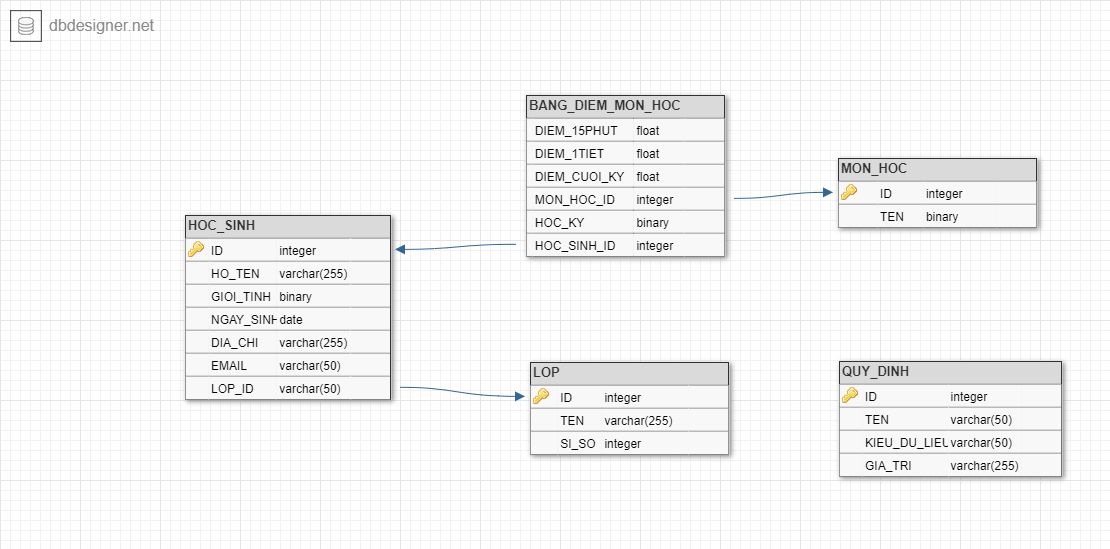 dbdesigner.net
BANG_DIEM_MON_HOC
DIEM_15PHUT float
DIEM_1TIET float
DIEM_CUOI_KY float
MON_HOC_ID integer
HOC_KY binary
HOC_SINH_ID integer
MON_HOC
ID integer
TEN binary
HOC_SINH
ID integer
HO_TEN varchar(255)
GIOI_TINH binary
NGAY_SINH date
DIA_CHI varchar(255)
EMAIL varchar(50)
LOP_ID varchar(50)
LOP
ID integer
TEN varchar(255)
SI_SO integer
QUY_DINH
ID integer
TEN varchar(50)
KIEU_DU_LIEU varchar(50)
GIA_TRI varchar(255)